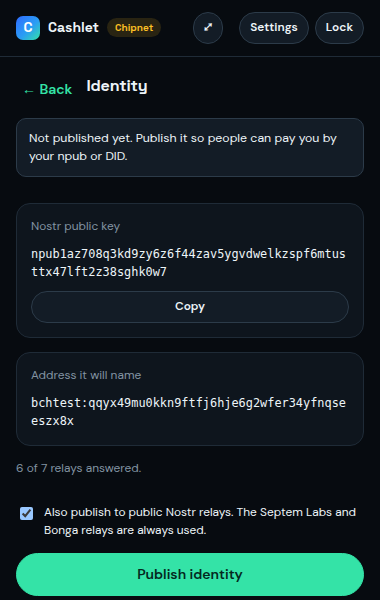 C Cashlet Chipnet ⤢ Settings Lock
← Back Identity
Not published yet. Publish it so people can pay you by
your npub or DID.
Nostr public key
npub1az708q3kd9zy6z6f44zav5ygvdwelkzspf6mtus
ttx47lft2z38sghk0w7
Copy
Address it will name
bchtest:qqyx49mu0kkn9ftfj6hje6g2wfer34yfnqse
eszx8x
6 of 7 relays answered.
Also publish to public Nostr relays. The Septem Labs and
Bonga relays are always used.
Publish identity